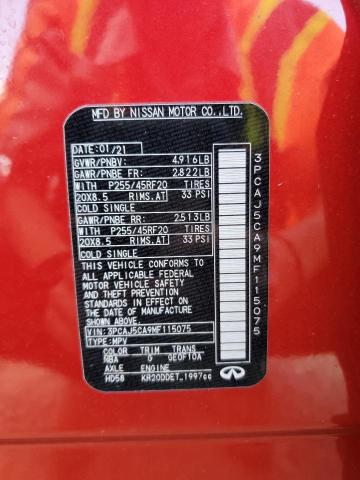 MFD BY NISSAN MOTOR CO.,LTD.
DATE: 01/21
GVWR/PNBV: 4,916LB
GAWR/PNBE FR: 2,822LB
WITH P255/45RF20 TIRES
20X8.5 RIMS.AT 33 PSI
COLD SINGLE
GAWR/PNBE RR: 2,513LB
WITH P255/45RF20 TIRES
20X8.5 RIMS.AT 33 PSI
COLD SINGLE
THIS VEHICLE CONFORMS TO
ALL APPLICABLE FEDERAL
MOTOR VEHICLE SAFETY AND
THEFT PREVENTION STANDARDS
IN EFFECT ON THE
DATE OF MANUFACTURE
SHOWN ABOVE.
VIN: 3PCAJ5CA9MF115075
TYPE: MPV
COLOR TRIM TRANS
NBA G GE0F10A
AXLE ENGINE
HD58 KR20DDET 1997cc
INFINITI
3PCAJ5CA9MF115075